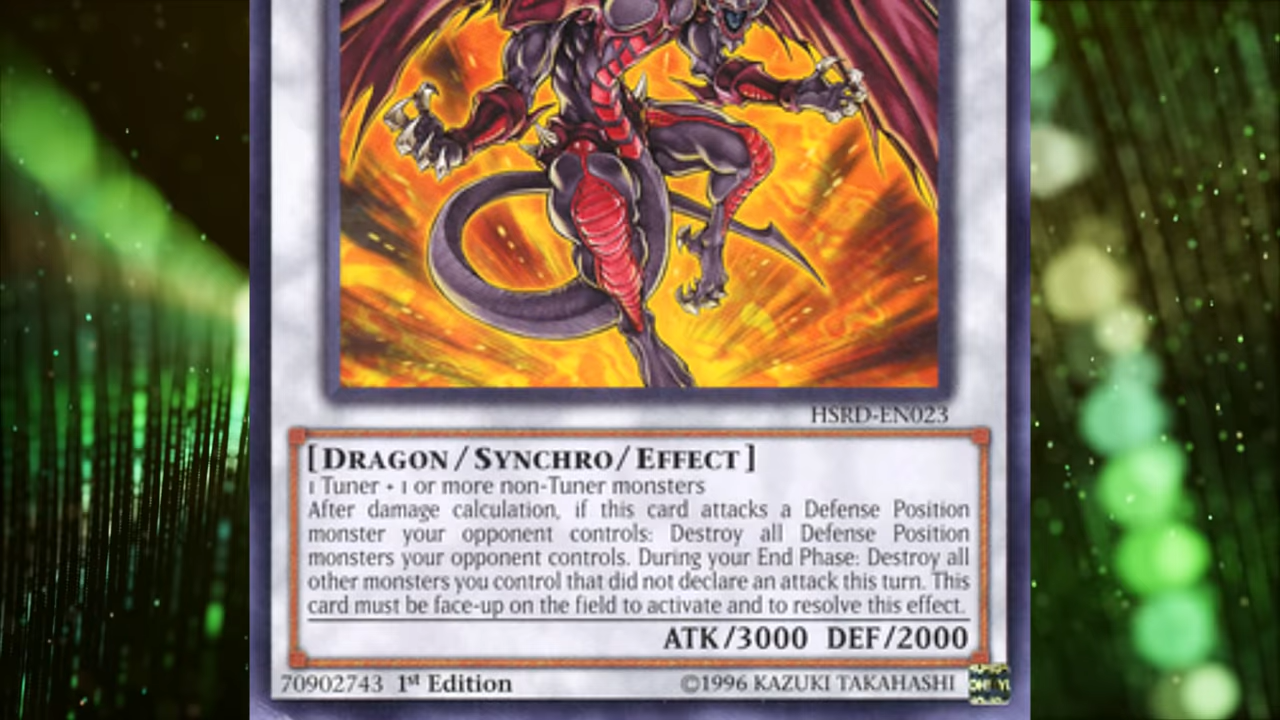 HSRD-EN023
[DRAGON/SYNCHRO/EFFECT]
1 Tuner + 1 or more non-Tuner monsters
After damage calculation, if this card attacks a Defense Position
monster your opponent controls: Destroy all Defense Position
monsters your opponent controls. During your End Phase: Destroy all
other monsters you control that did not declare an attack this turn. This
card must be face-up on the field to activate and to resolve this effect.
ATK/3000 DEF/2000
70902743 1st Edition ©1996 KAZUKI TAKAHASHI